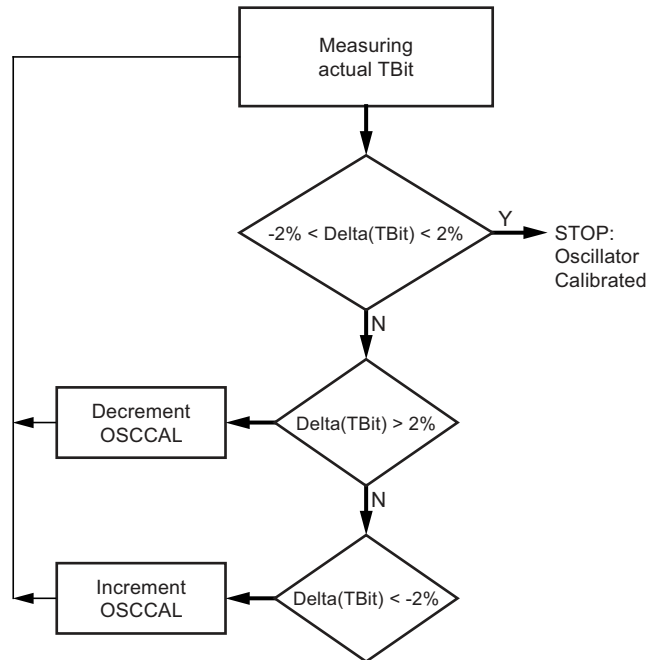 Measuring
actual TBit
-2% < Delta(TBit) < 2%
Y
STOP:
Oscillator
Calibrated
N
Decrement
OSCCAL
Delta(TBit) > 2%
N
Increment
OSCCAL
Delta(TBit) < -2%